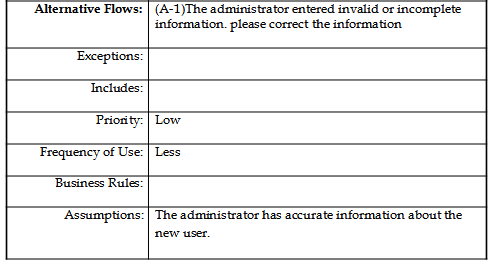 Alternative Flows: (A-1)The administrator entered invalid or incomplete
information. please correct the information
Exceptions:
Includes:
Priority: Low
Frequency of Use: Less
Business Rules:
Assumptions: The administrator has accurate information about the
new user.